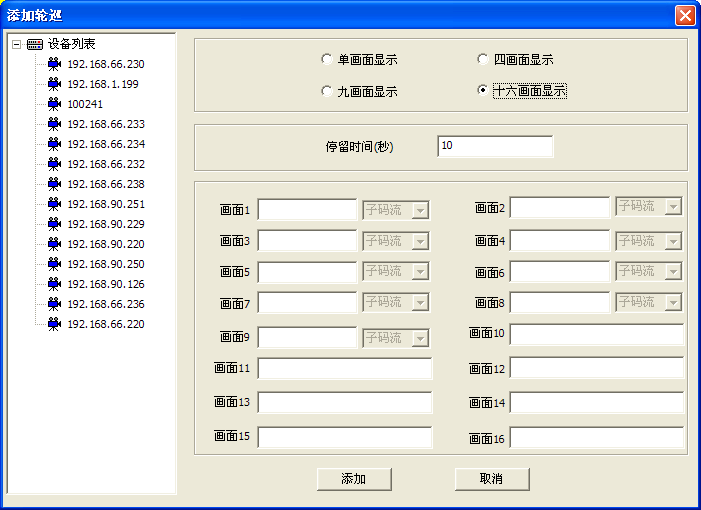 添加轮巡
设备列表
192.168.66.230
192.168.1.199
100241
192.168.66.233
192.168.66.234
192.168.66.232
192.168.66.238
192.168.90.251
192.168.90.229
192.168.90.220
192.168.90.250
192.168.90.126
192.168.66.236
192.168.66.220
单画面显示 四画面显示
九画面显示 十六画面显示
停留时间(秒) 10
画面1 子码流 画面2 子码流
画面3 子码流 画面4 子码流
画面5 子码流 画面6 子码流
画面7 子码流 画面8 子码流
画面9 子码流 画面10
画面11 画面12
画面13 画面14
画面15 画面16
添加 取消